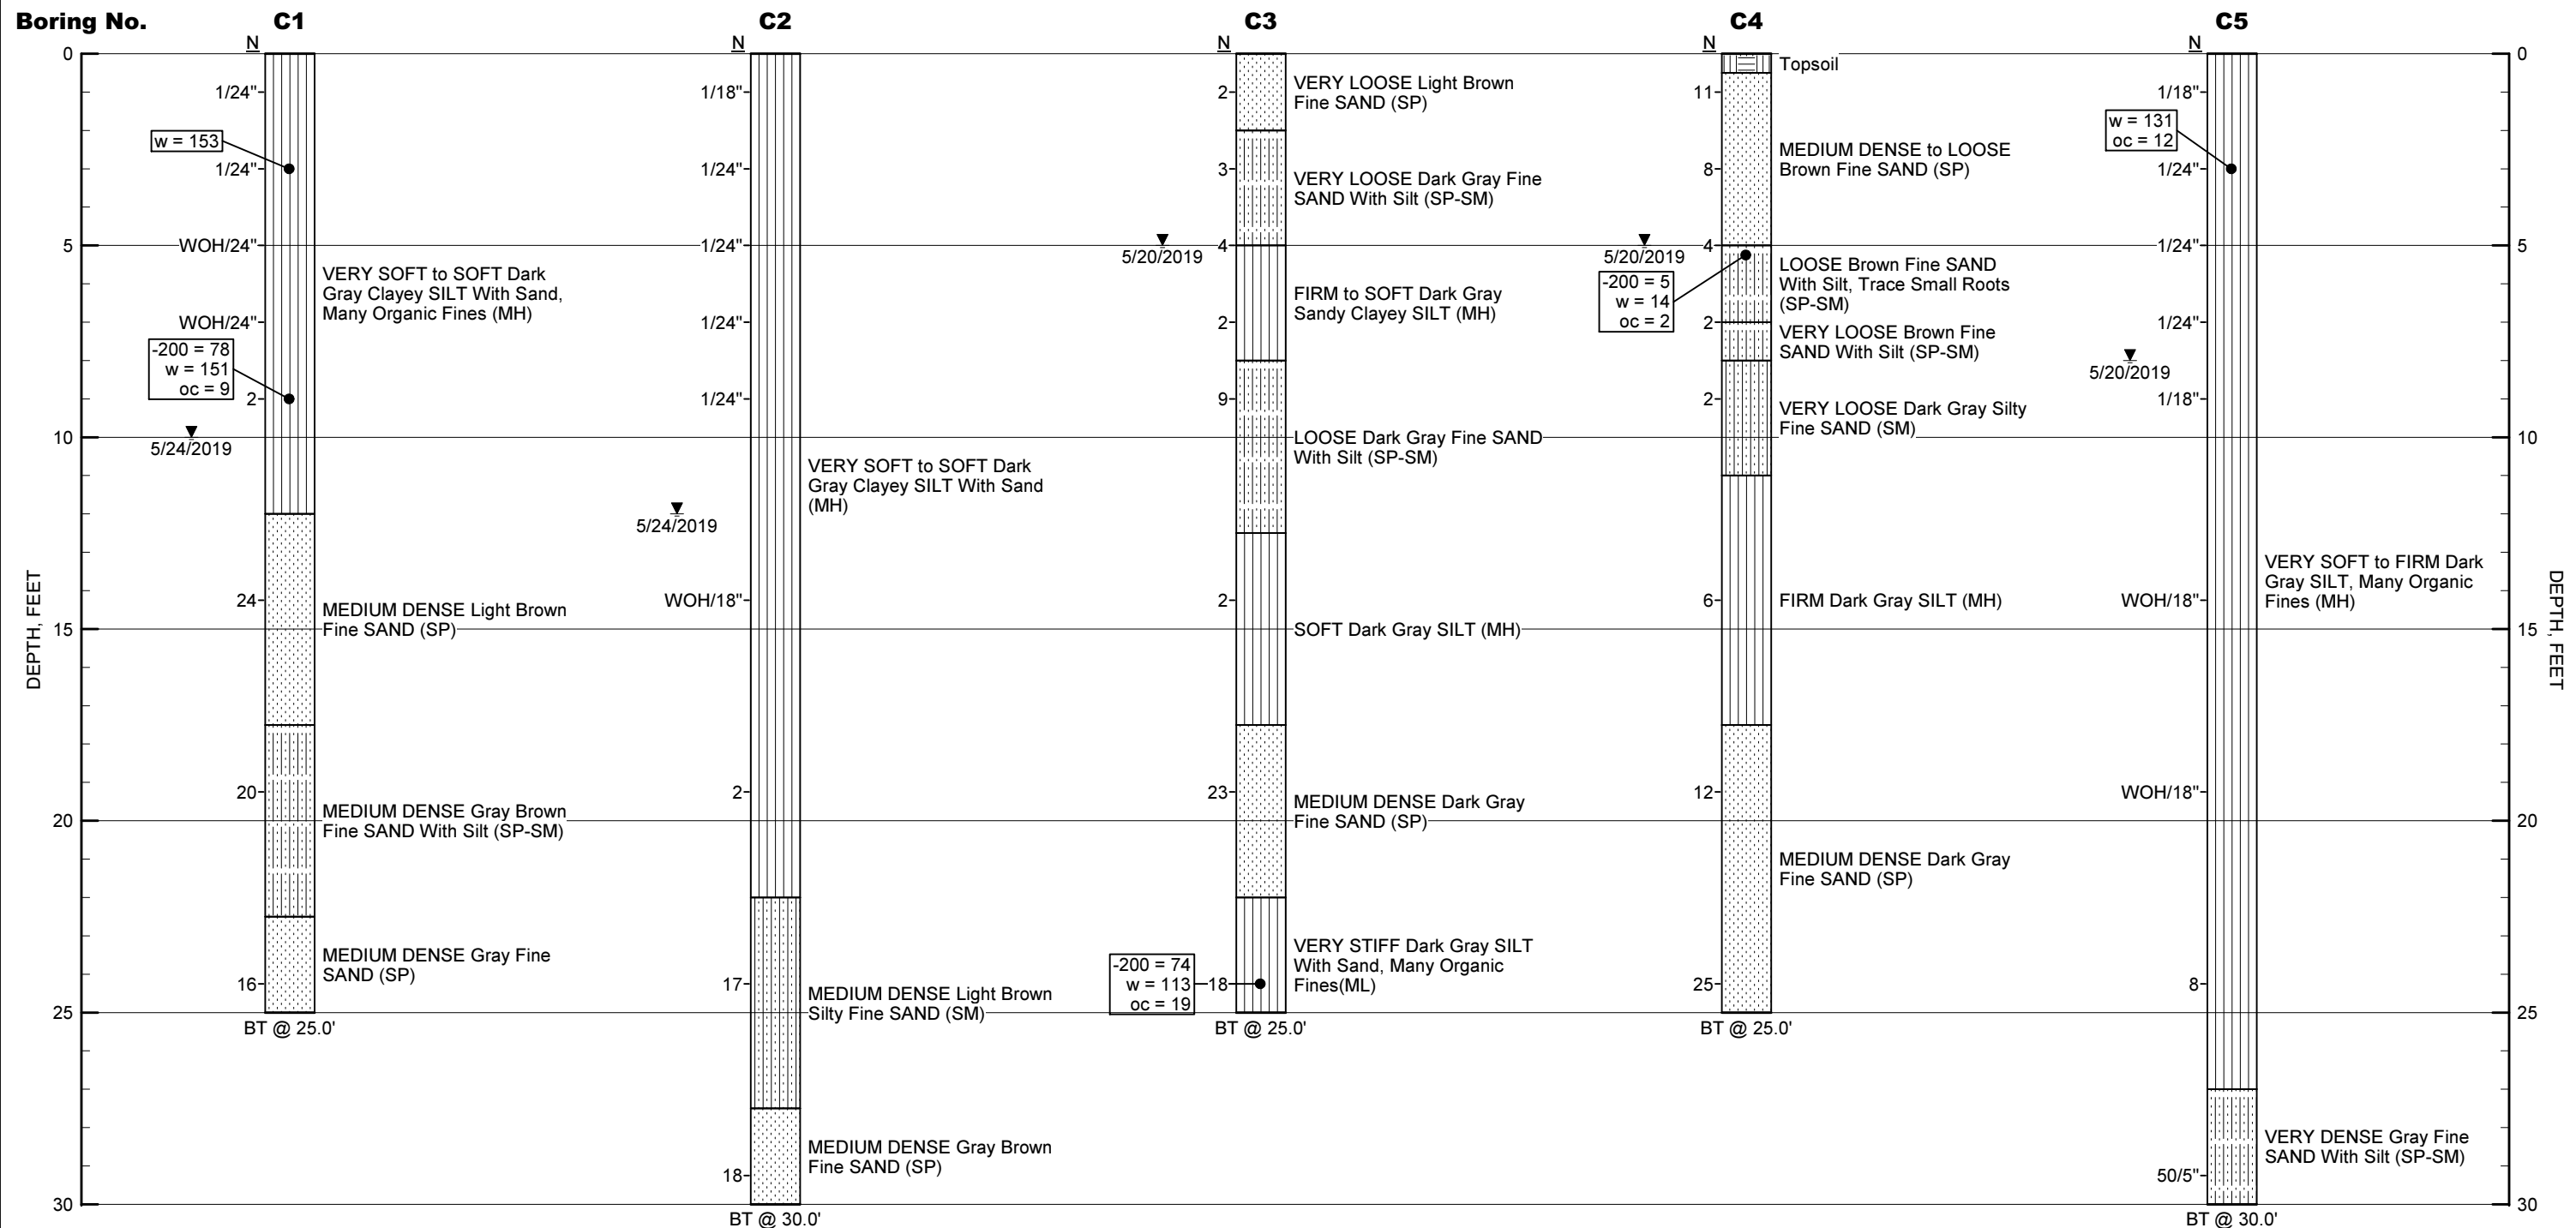 Boring No.
C1
C2
C3
C4
C5
DEPTH, FEET
0
5
10
15
20
25
30
N
1/24"
w = 153
1/24"
WOH/24"
WOH/24"
-200 = 78
w = 151
oc = 9
2
5/24/2019
24
20
16
VERY SOFT to SOFT Dark
Gray Clayey SILT With Sand,
Many Organic Fines (MH)
MEDIUM DENSE Light Brown
Fine SAND (SP)
MEDIUM DENSE Gray Brown
Fine SAND With Silt (SP-SM)
MEDIUM DENSE Gray Fine
SAND (SP)
BT @ 25.0'
N
1/18"
1/24"
1/24"
1/24"
1/24"
5/24/2019
WOH/18"
2
17
18
VERY SOFT to SOFT Dark
Gray Clayey SILT With Sand
(MH)
MEDIUM DENSE Light Brown
Silty Fine SAND (SM)
MEDIUM DENSE Gray Brown
Fine SAND (SP)
BT @ 30.0'
N
2
3
5/20/2019
4
2
9
2
23
-200 = 74
w = 113
oc = 19
18
VERY LOOSE Light Brown
Fine SAND (SP)
VERY LOOSE Dark Gray Fine
SAND With Silt (SP-SM)
FIRM to SOFT Dark Gray
Sandy Clayey SILT (MH)
LOOSE Dark Gray Fine SAND
With Silt (SP-SM)
SOFT Dark Gray SILT (MH)
MEDIUM DENSE Dark Gray
Fine SAND (SP)
VERY STIFF Dark Gray SILT
With Sand, Many Organic
Fines(ML)
BT @ 25.0'
N
11
8
5/20/2019
4
-200 = 5
w = 14
oc = 2
2
2
6
12
25
Topsoil
MEDIUM DENSE to LOOSE
Brown Fine SAND (SP)
LOOSE Brown Fine SAND
With Silt, Trace Small Roots
(SP-SM)
VERY LOOSE Brown Fine
SAND With Silt (SP-SM)
VERY LOOSE Dark Gray Silty
Fine SAND (SM)
FIRM Dark Gray SILT (MH)
MEDIUM DENSE Dark Gray
Fine SAND (SP)
BT @ 25.0'
N
1/18"
w = 131
oc = 12
1/24"
1/24"
1/24"
5/20/2019
1/18"
WOH/18"
WOH/18"
8
50/5"
VERY SOFT to FIRM Dark
Gray SILT, Many Organic
Fines (MH)
VERY DENSE Gray Fine
SAND With Silt (SP-SM)
BT @ 30.0'
0
5
10
15
20
25
30
DEPTH, FEET